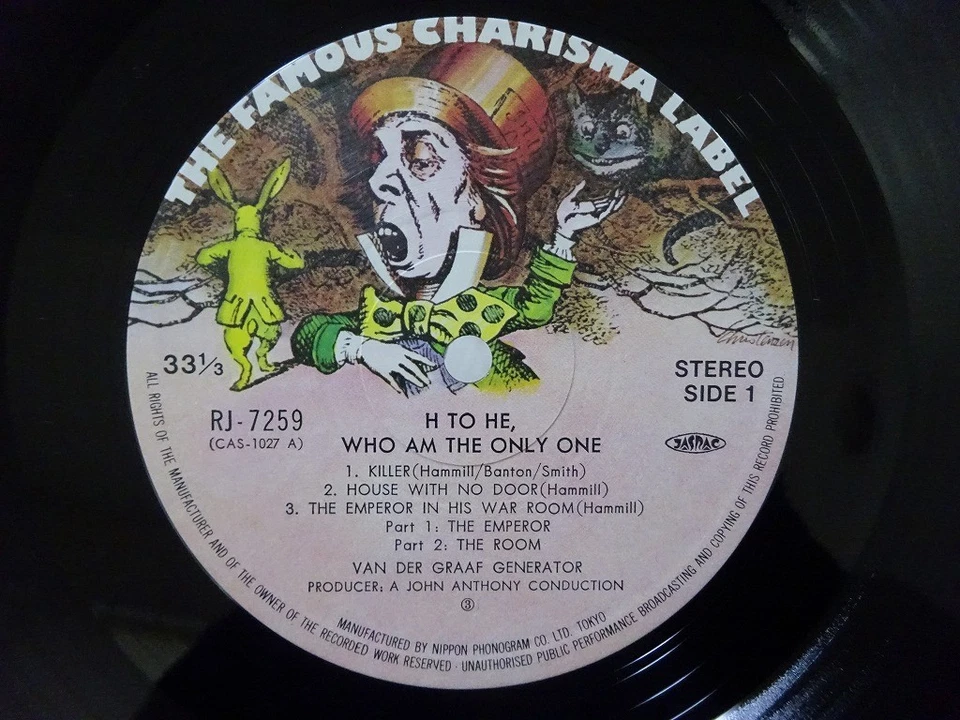 THE FAMOUS CHARISMA LABEL
33⅓
STEREO
SIDE 1
RJ-7259
(CAS-1027 A)
JASRAC
H TO HE,
WHO AM THE ONLY ONE
1. KILLER(Hammill/Banton/Smith)
2. HOUSE WITH NO DOOR(Hammill)
3. THE EMPEROR IN HIS WAR ROOM(Hammill)
Part 1: THE EMPEROR
Part 2: THE ROOM
VAN DER GRAAF GENERATOR
PRODUCER; A JOHN ANTHONY CONDUCTION
③
MANUFACTURED BY NIPPON PHONOGRAM CO. LTD. TOKYO
ALL RIGHTS OF THE MANUFACTURER AND OF THE OWNER OF THE RECORDED WORK RESERVED · UNAUTHORISED PUBLIC PERFORMANCE BROADCASTING AND COPYING OF THIS RECORD PROHIBITED